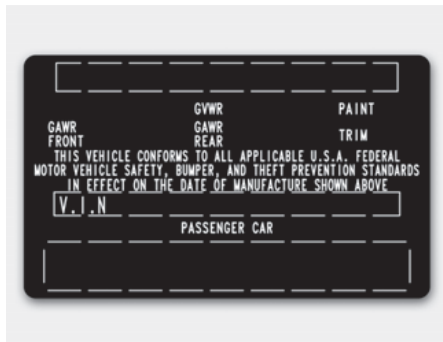 GVWR PAINT
GAWR GAWR
FRONT REAR TRIM
THIS VEHICLE CONFORMS TO ALL APPLICABLE U.S.A. FEDERAL
MOTOR VEHICLE SAFETY, BUMPER, AND THEFT PREVENTION STANDARDS
IN EFFECT ON THE DATE OF MANUFACTURE SHOWN ABOVE
V.I.N
PASSENGER CAR